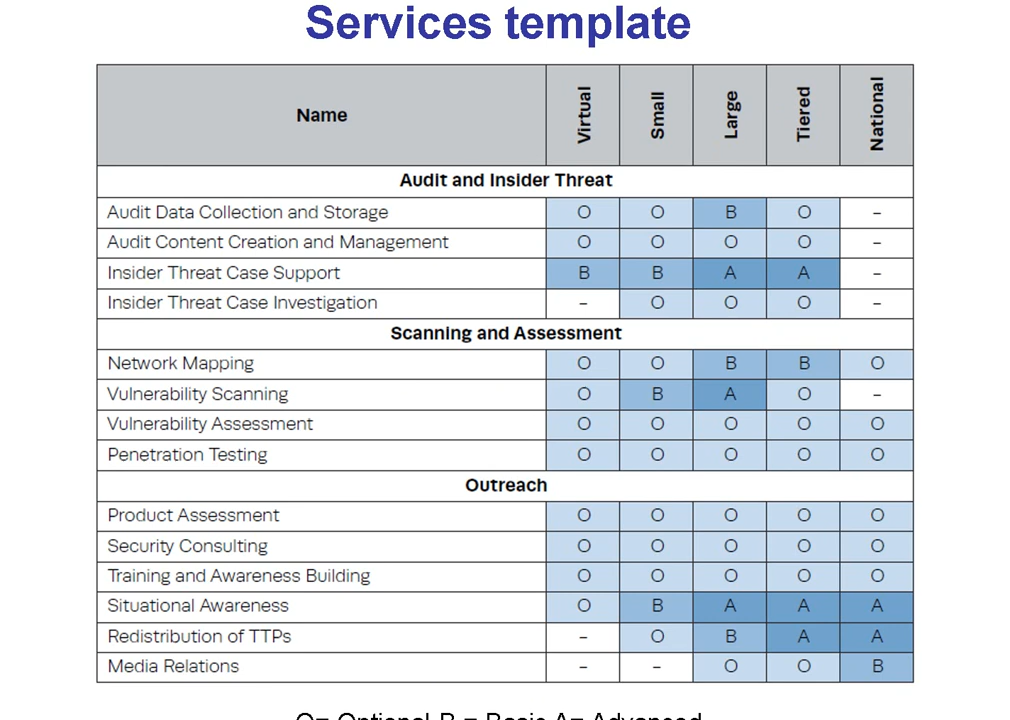 Services template
Name Virtual Small Large Tiered National
Audit and Insider Threat
Audit Data Collection and Storage O O B O –
Audit Content Creation and Management O O O O –
Insider Threat Case Support B B A A –
Insider Threat Case Investigation – O O O –
Scanning and Assessment
Network Mapping O O B B O
Vulnerability Scanning O B A O –
Vulnerability Assessment O O O O O
Penetration Testing O O O O O
Outreach
Product Assessment O O O O O
Security Consulting O O O O O
Training and Awareness Building O O O O O
Situational Awareness O B A A A
Redistribution of TTPs – O B A A
Media Relations – – O O B
O= Optional B = Basic A= Advanced